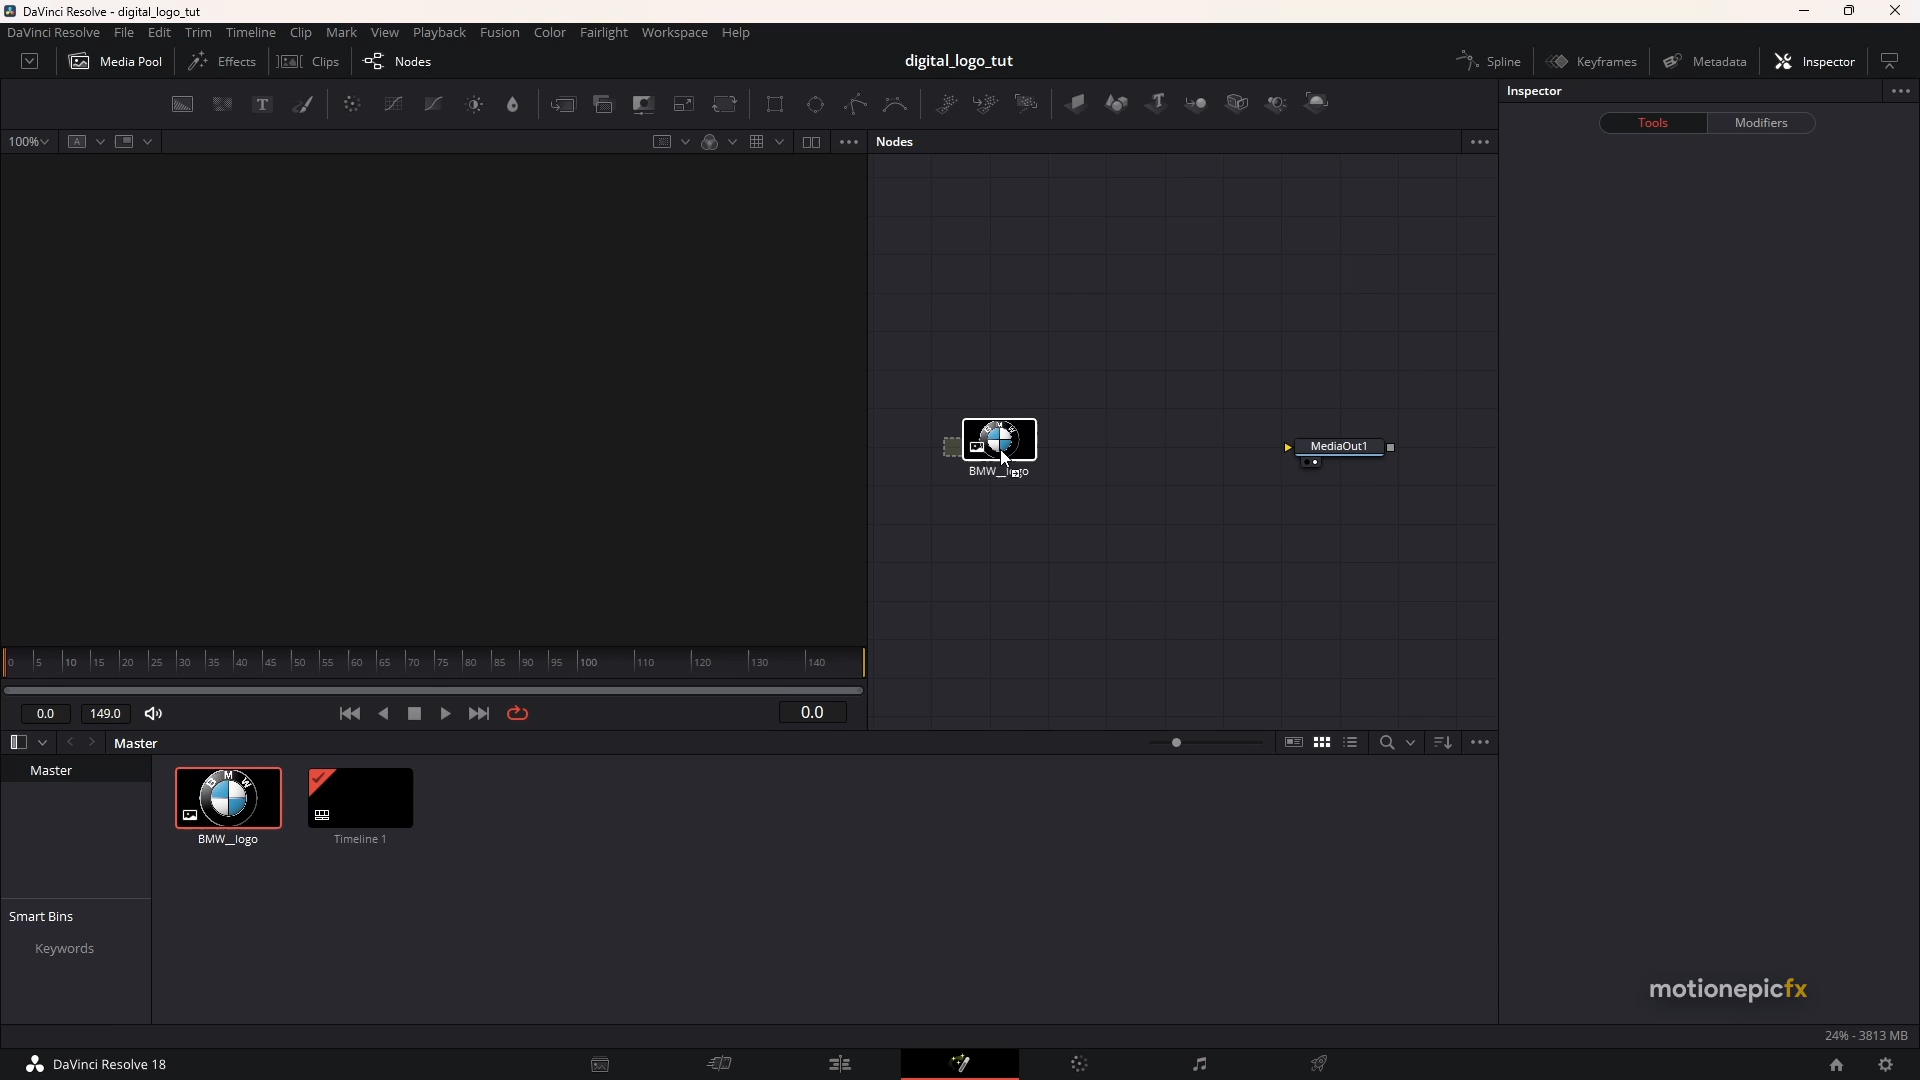 DaVinci Resolve - digital_logo_tut
DaVinci Resolve File Edit Trim Timeline Clip Mark View Playback Fusion Color Fairlight Workspace Help
Media Pool Effects Clips Nodes digital_logo_tut Spline Keyframes Metadata Inspector
T T
Inspector
Tools Modifiers
100% A Nodes
BMW
MediaOut1
0 5 10 15 20 25 30 35 40 45 50 55 60 65 70 75 80 85 90 95 100 110 120 130 140
0.0 149.0 0.0
Master
Master
B M W
BMW__logo Timeline 1
Smart Bins
Keywords
motionepicfx
24% - 3813 MB
DaVinci Resolve 18